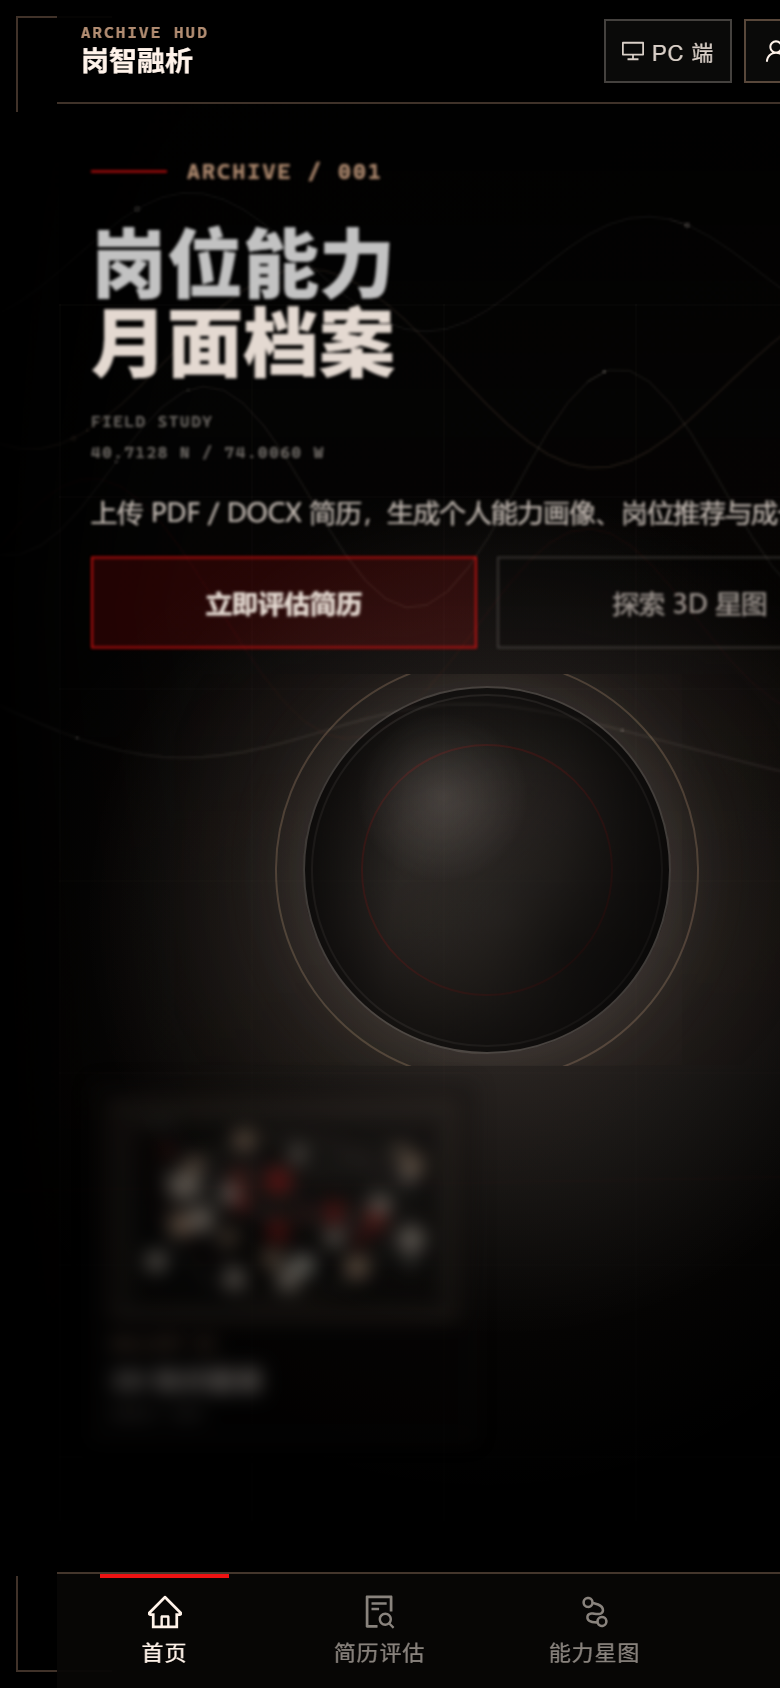 ARCHIVE HUD
岗智融析
PC 端
ARCHIVE / 001
岗位能力
月面档案
FIELD STUDY
40.7128 N / 74.0060 W
上传 PDF / DOCX 简历，生成个人能力画像、岗位推荐与成
立即评估简历
探索 3D 星图
首页
简历评估
能力星图